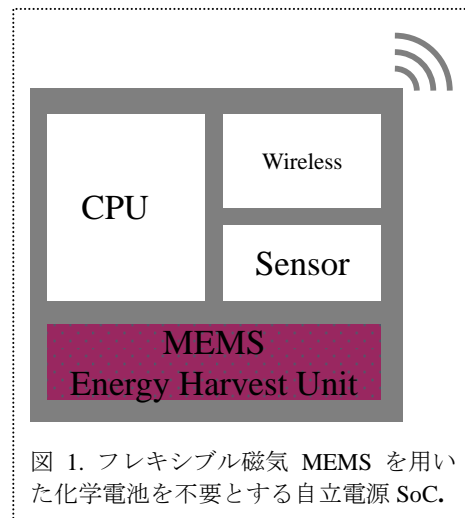 CPU
Wireless
Sensor
MEMS
Energy Harvest Unit
図 1. フレキシブル磁気 MEMS を用い
た化学電池を不要とする自立電源 SoC.